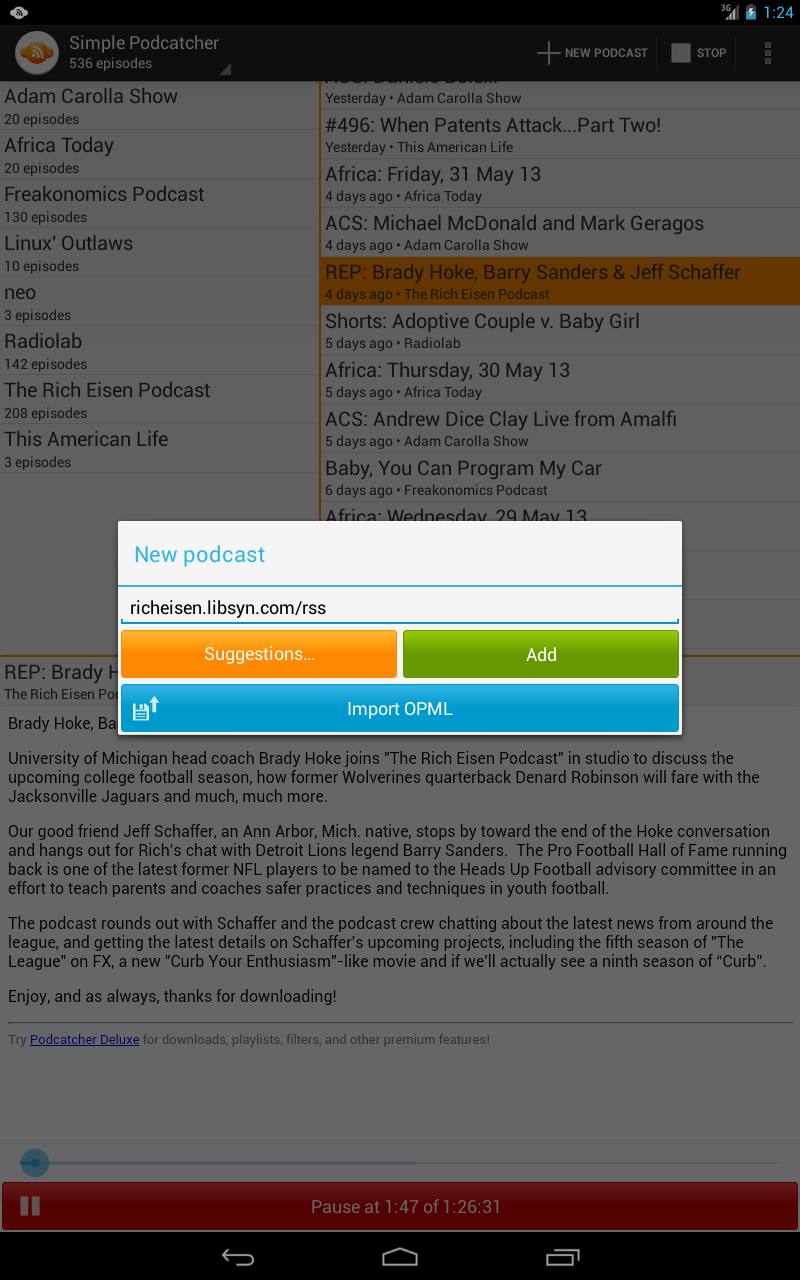 3G 1:24
Simple Podcatcher
536 episodes
NEW PODCAST
STOP
Adam Carolla Show
20 episodes
Africa Today
20 episodes
Freakonomics Podcast
130 episodes
Linux' Outlaws
10 episodes
neo
3 episodes
Radiolab
142 episodes
The Rich Eisen Podcast
208 episodes
This American Life
3 episodes
Yesterday • Adam Carolla Show
#496: When Patents Attack...Part Two!
Yesterday • This American Life
Africa: Friday, 31 May 13
4 days ago • Africa Today
ACS: Michael McDonald and Mark Geragos
4 days ago • Adam Carolla Show
REP: Brady Hoke, Barry Sanders & Jeff Schaffer
4 days ago • The Rich Eisen Podcast
Shorts: Adoptive Couple v. Baby Girl
5 days ago • Radiolab
Africa: Thursday, 30 May 13
5 days ago • Africa Today
ACS: Andrew Dice Clay Live from Amalfi
5 days ago • Adam Carolla Show
Baby, You Can Program My Car
6 days ago • Freakonomics Podcast
Africa: Wednesday, 29 May 13
New podcast
richeisen.libsyn.com/rss
Suggestions...
Add
Import OPML
REP: Brady H
The Rich Eisen Po
Brady Hoke, Ba
University of Michigan head coach Brady Hoke joins "The Rich Eisen Podcast" in studio to discuss the
upcoming college football season, how former Wolverines quarterback Denard Robinson will fare with the
Jacksonville Jaguars and much, much more.
Our good friend Jeff Schaffer, an Ann Arbor, Mich. native, stops by toward the end of the Hoke conversation
and hangs out for Rich's chat with Detroit Lions legend Barry Sanders.  The Pro Football Hall of Fame running
back is one of the latest former NFL players to be named to the Heads Up Football advisory committee in an
effort to teach parents and coaches safer practices and techniques in youth football.
The podcast rounds out with Schaffer and the podcast crew chatting about the latest news from around the
league, and getting the latest details on Schaffer's upcoming projects, including the fifth season of "The
League" on FX, a new "Curb Your Enthusiasm"-like movie and if we'll actually see a ninth season of “Curb”.
Enjoy, and as always, thanks for downloading!
Try Podcatcher Deluxe for downloads, playlists, filters, and other premium features!
Pause at 1:47 of 1:26:31